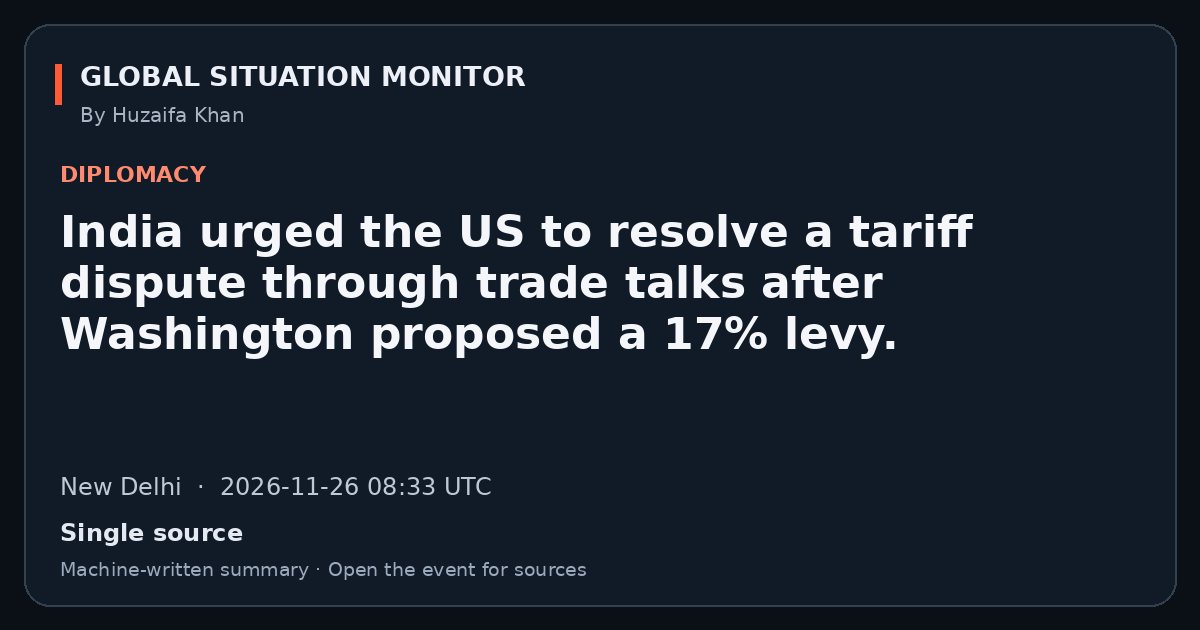 GLOBAL SITUATION MONITOR
By Huzaifa Khan
DIPLOMACY
India urged the US to resolve a tariff
dispute through trade talks after
Washington proposed a 17% levy.
New Delhi · 2026-11-26 08:33 UTC
Single source
Machine-written summary · Open the event for sources